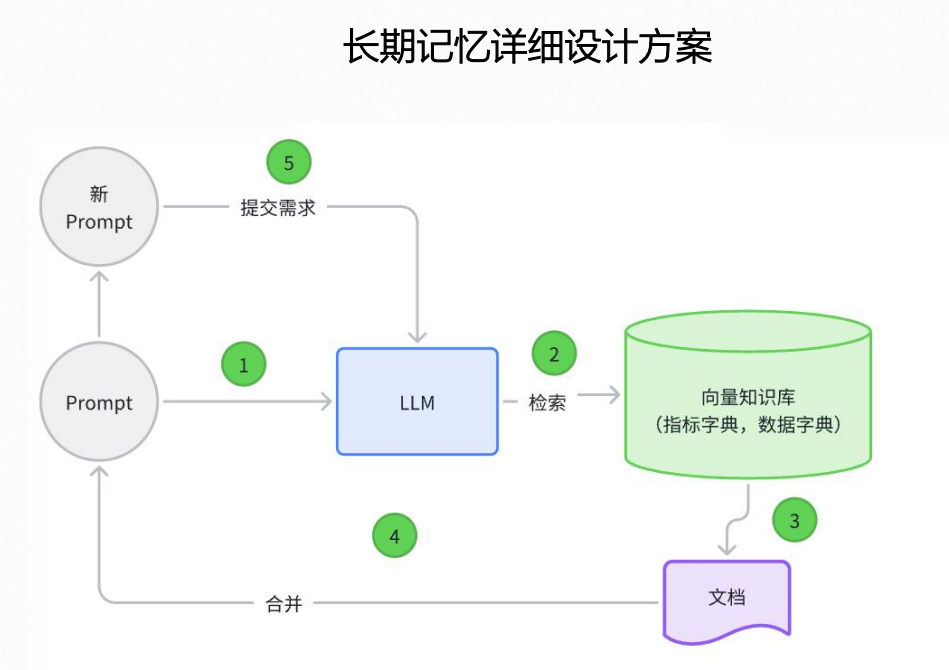 长期记忆详细设计方案
5
新
Prompt
提交需求
1
2
Prompt
LLM
检索
向量知识库
（指标字典，数据字典）
3
4
文档
合并